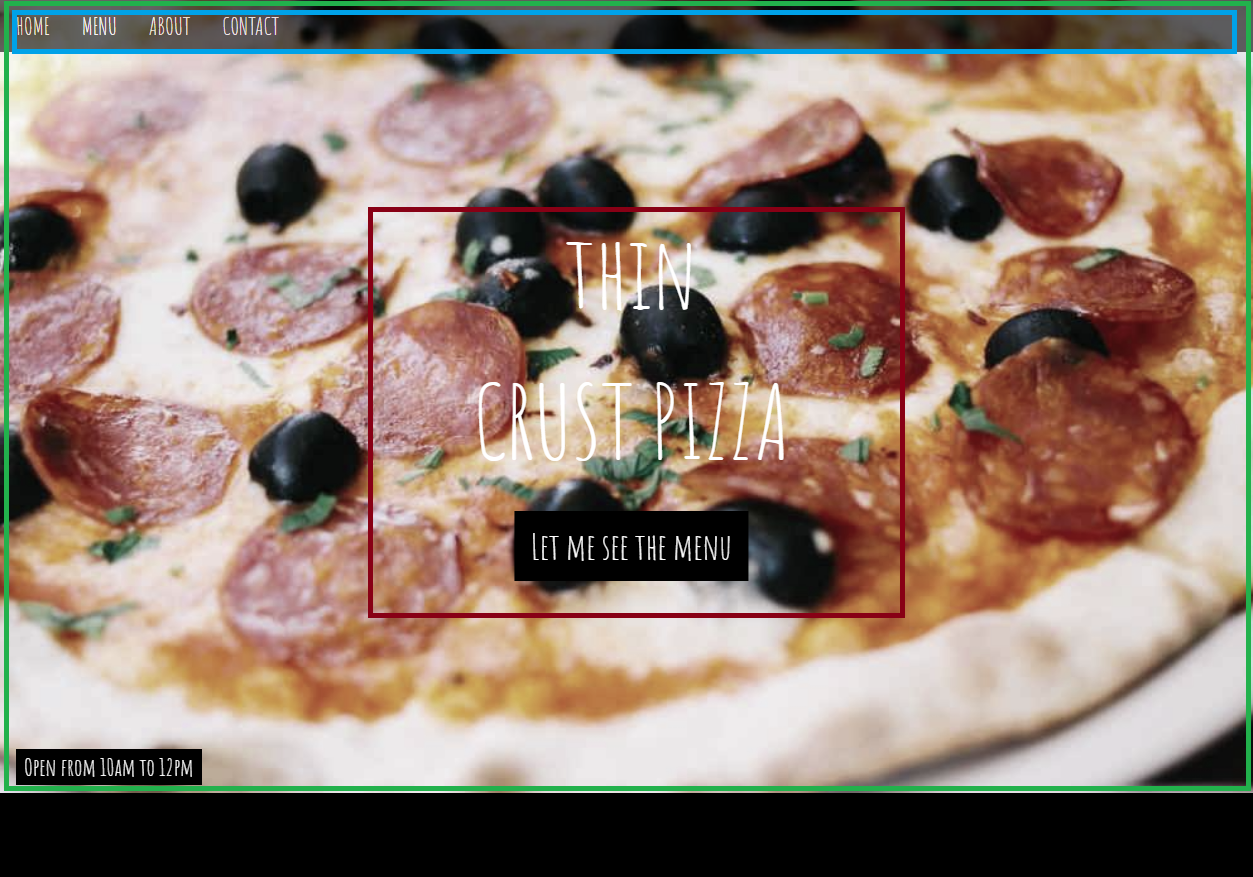 HOME MENU ABOUT CONTACT
THIN
CRUST PIZZA
Let me see the menu
Open from 10am to 12pm